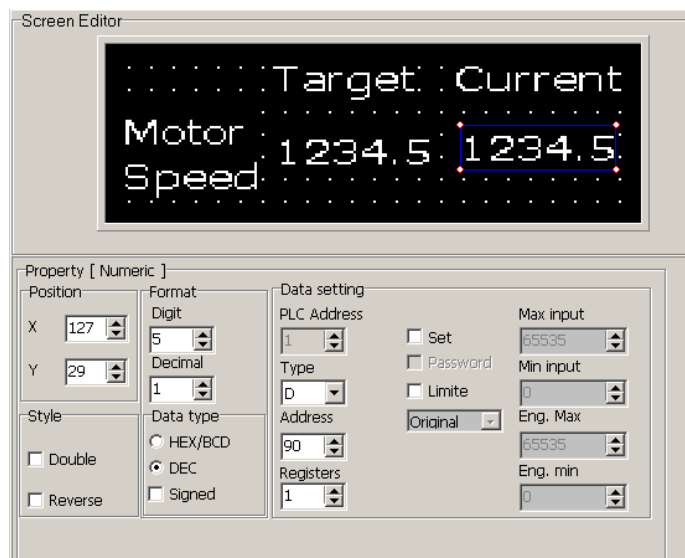 Screen Editor
Target Current
Motor
Speed
1234.5 1234.5
Property [ Numeric ]
Position
X 127
Y 29
Style
Double
Reverse
Format
Digit
5
Decimal
1
Data type
HEX/BCD
DEC
Signed
Data setting
PLC Address
1
Type
D
Address
90
Registers
1
Set
Password
Limite
Original
Max input
65535
Min input
0
Eng. Max
65535
Eng. min
0